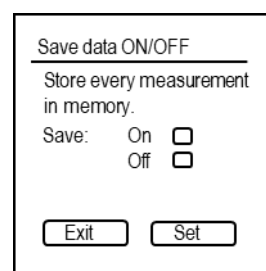 Save data ON/OFF
Store every measurement
in memory.
Save: On
Off
Exit Set